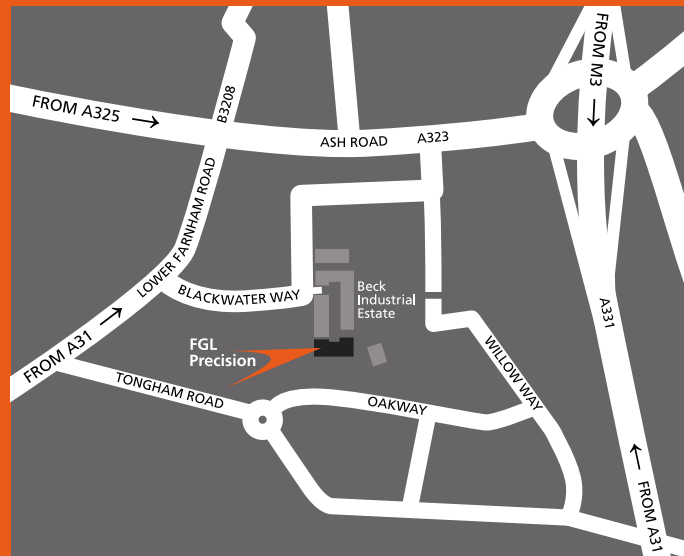 FROM M3 →
FROM A325 →
B3208
ASH ROAD
A323
LOWER FARNHAM ROAD
BLACKWATER WAY
Beck
Industrial
Estate
A331
FROM A31 →
FGL
Precision
WILLOW WAY
TONGHAM ROAD
OAKWAY
← FROM A31